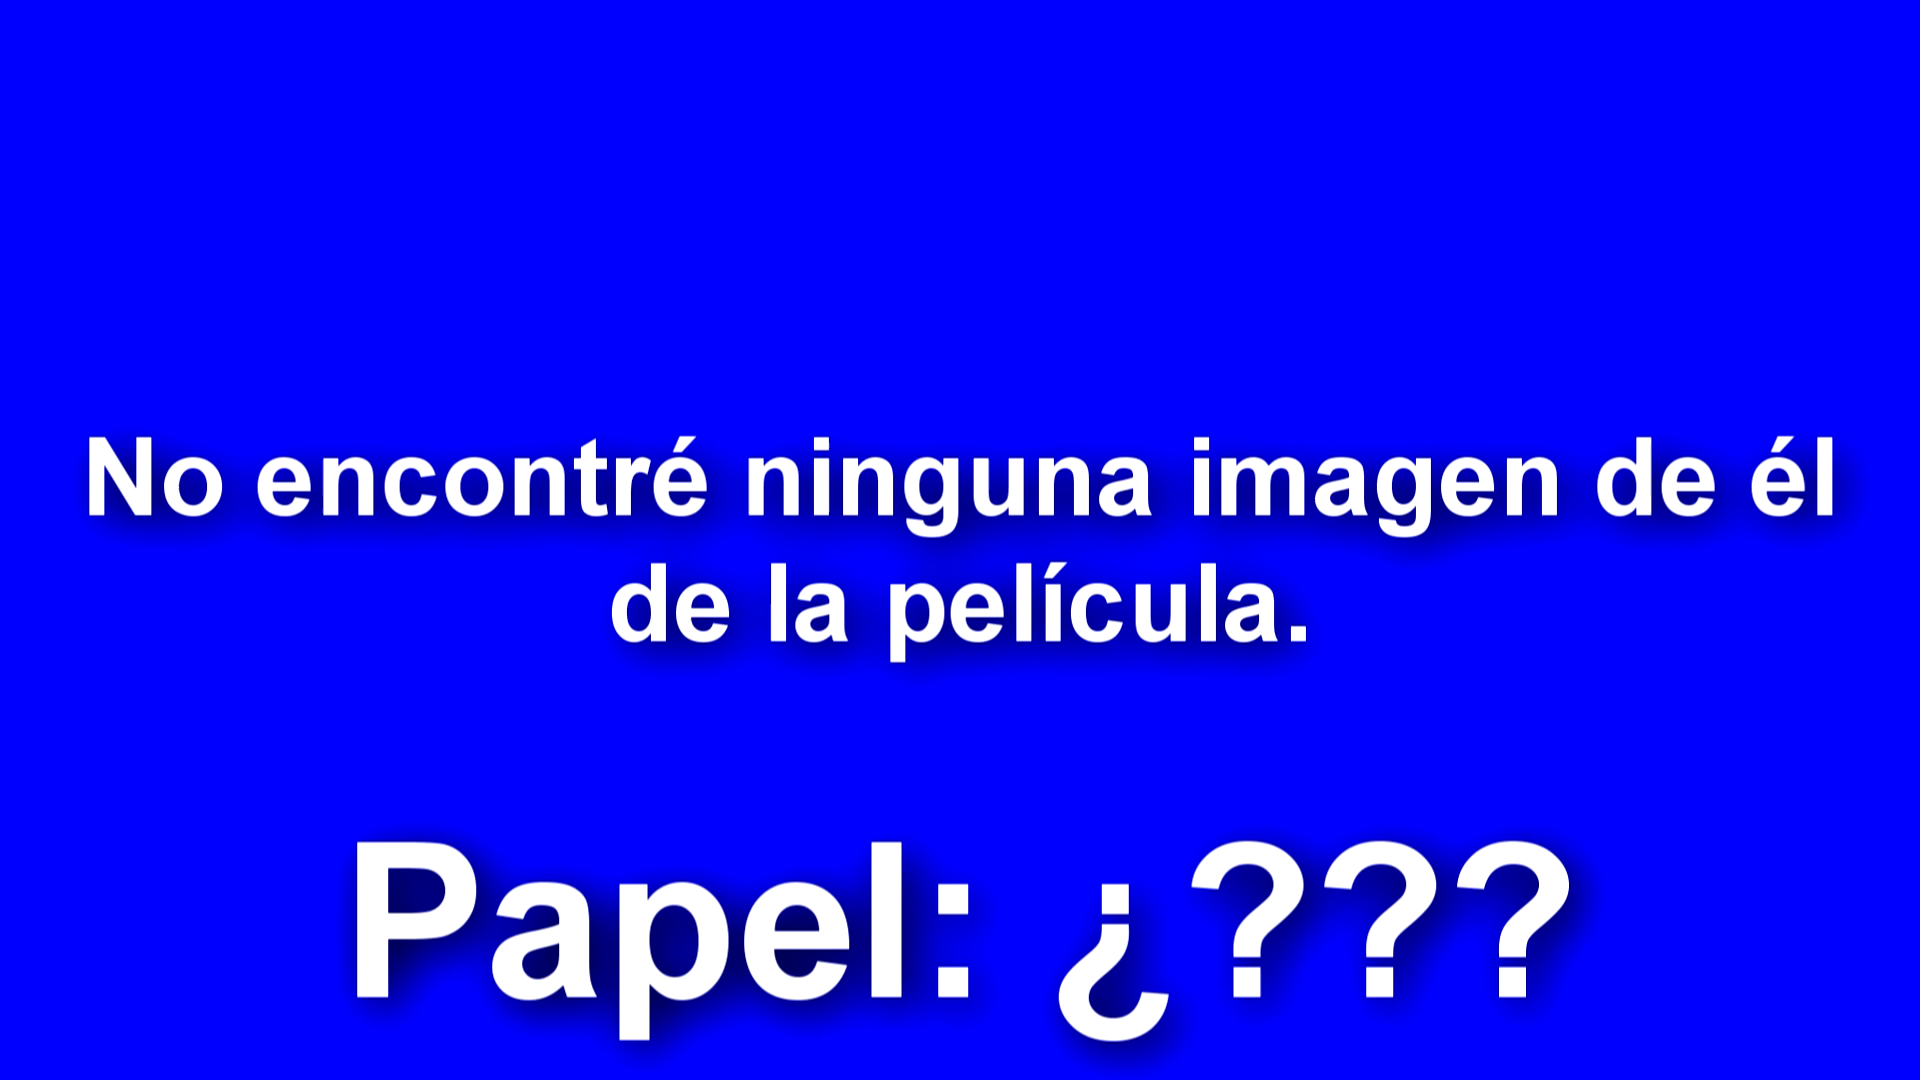 No encontré ninguna imagen de él
de la película.
Papel: ¿???